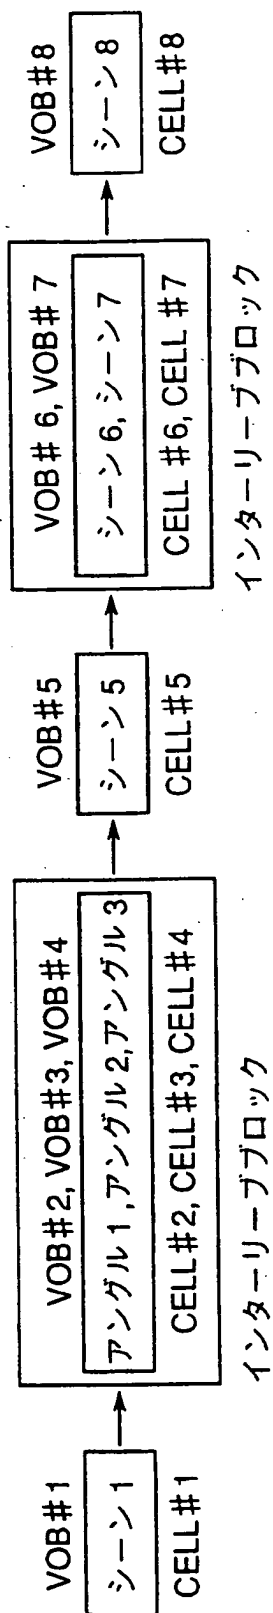 VOB#1
シーン1
CELL#1
VOB#2, VOB#3, VOB#4
アングル1,アングル2,アングル3
CELL#2, CELL#3, CELL#4
インターリーブブロック
VOB#5
シーン5
CELL#5
VOB# 6, VOB# 7
シーン6, シーン7
CELL #6, CELL #7
インターリーブブロック
VOB#8
シーン8
CELL#8